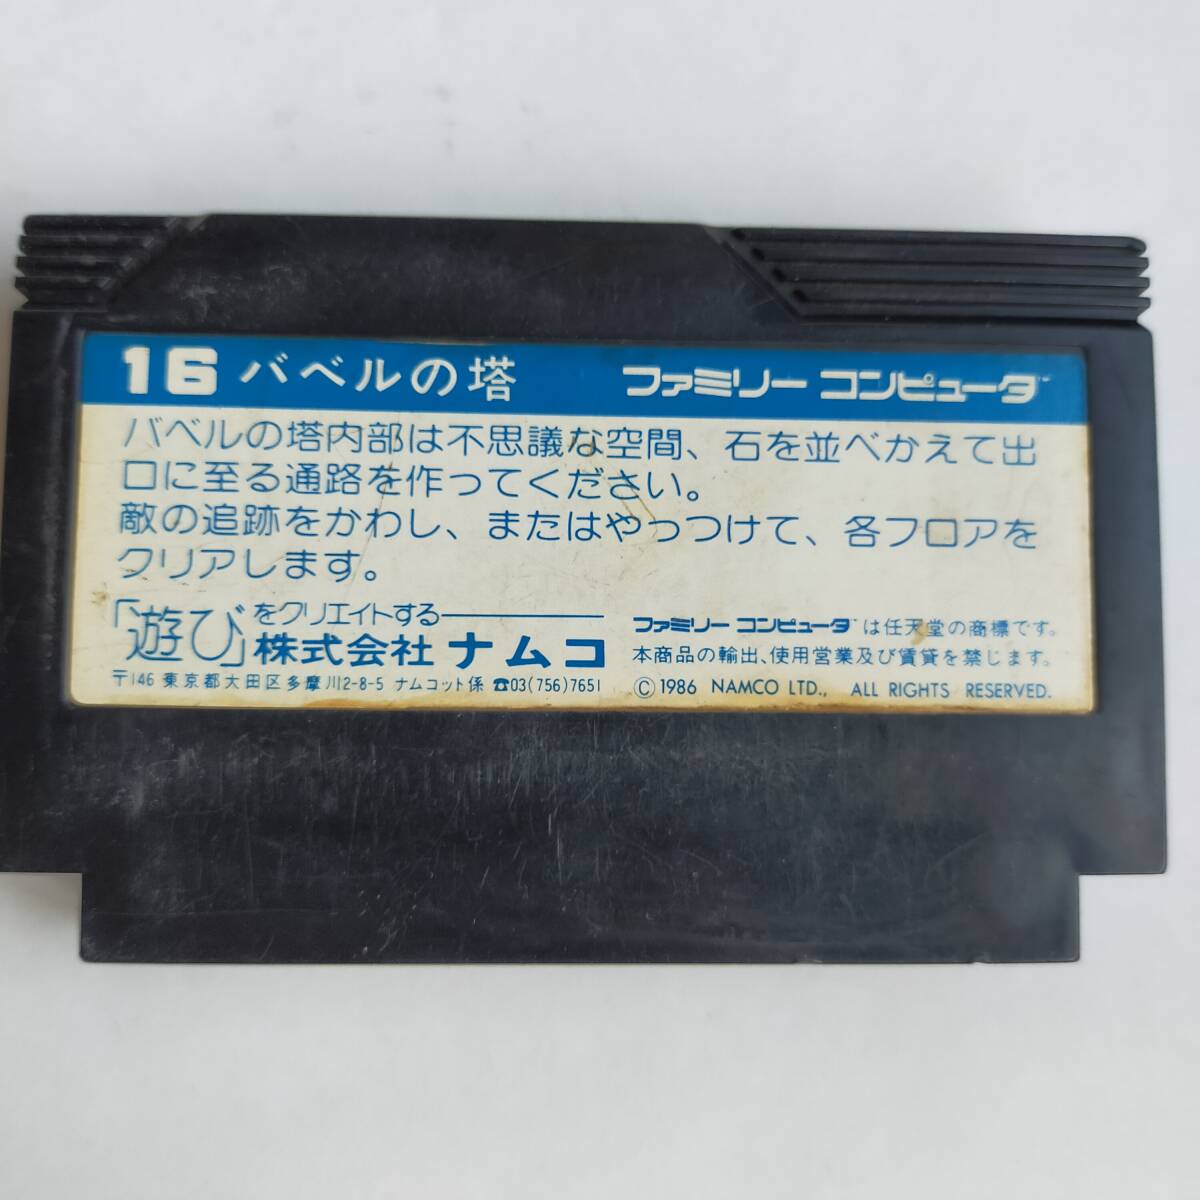 16 バベルの塔 ファミリー コンピュータ™
バベルの塔内部は不思議な空間、石を並べかえて出
口に至る通路を作ってください。
敵の追跡をかわし、またはやっつけて、各フロアを
クリアします。
「遊び」をクリエイトする
株式会社 ナムコ
〒146 東京都大田区多摩川2-8-5 ナムコット係 ☎03(756)7651
ファミリー コンピュータ™は任天堂の商標です。
本商品の輸出、使用営業及び賃貸を禁じます。
© 1986 NAMCO LTD., ALL RIGHTS RESERVED.